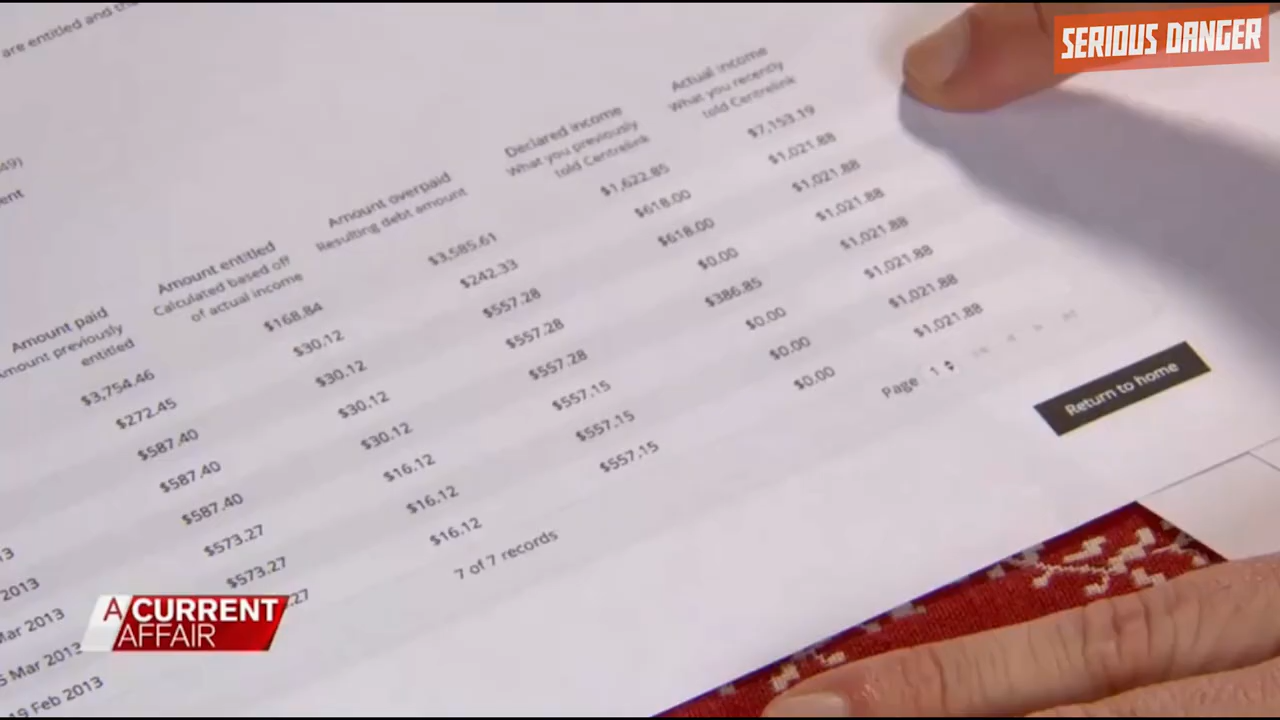 SERIOUS DANGER
are entitled and
49)
Amount paid
previously
entitled
Amount entitled
Calculated based off
of actual income
Amount overpaid
Resulting debt amount
Declared income
What you previously
told Centrelink
Actual income
What you recently
told Centrelink
$3,754.46 $168.84 $3,585.61 $1,622.85 $7,153.19
$272.45 $30.12 $242.33 $618.00 $1,021.88
$587.40 $30.12 $557.28 $618.00 $1,021.88
13 $587.40 $30.12 $557.28 $0.00 $1,021.88
2013 $587.40 $30.12 $557.28 $386.85 $1,021.88
Mar 2013 $573.27 $16.12 $557.15 $0.00 $1,021.88
5 Mar 2013 $573.27 $16.12 $557.15 $0.00 $1,021.88
19 Feb 2013 .27 $16.12 $557.15 $0.00 $1,021.88
7 of 7 records
Page 1
Return to home
A CURRENT
AFFAIR